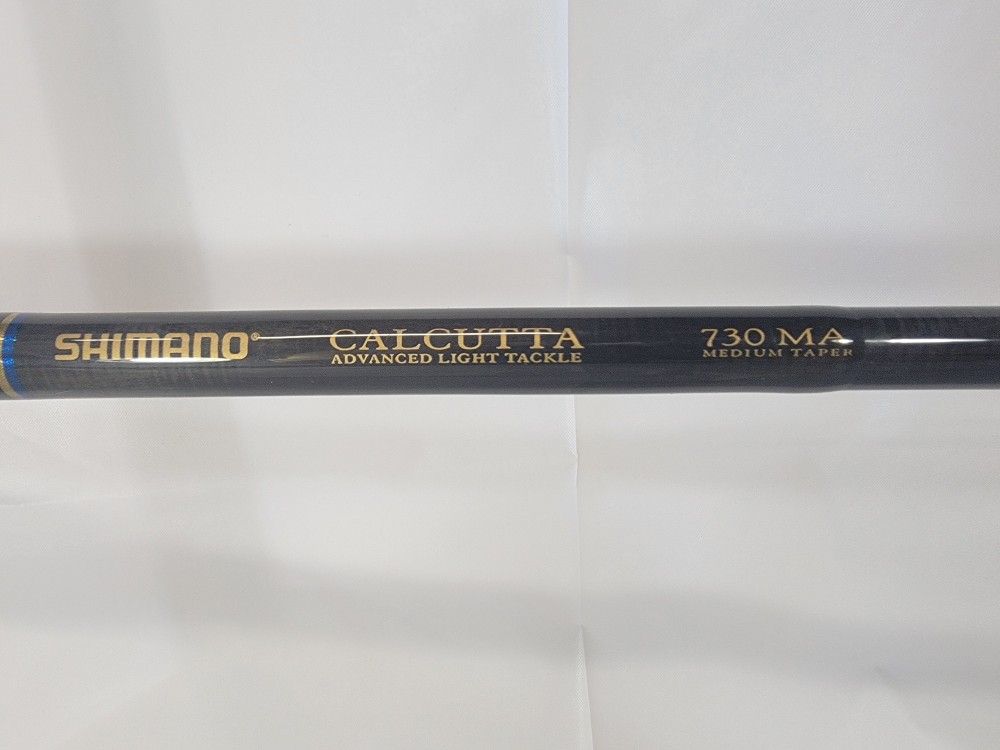 SHIMANO® CALCUTTA 730 MA
ADVANCED LIGHT TACKLE MEDIUM TAPER